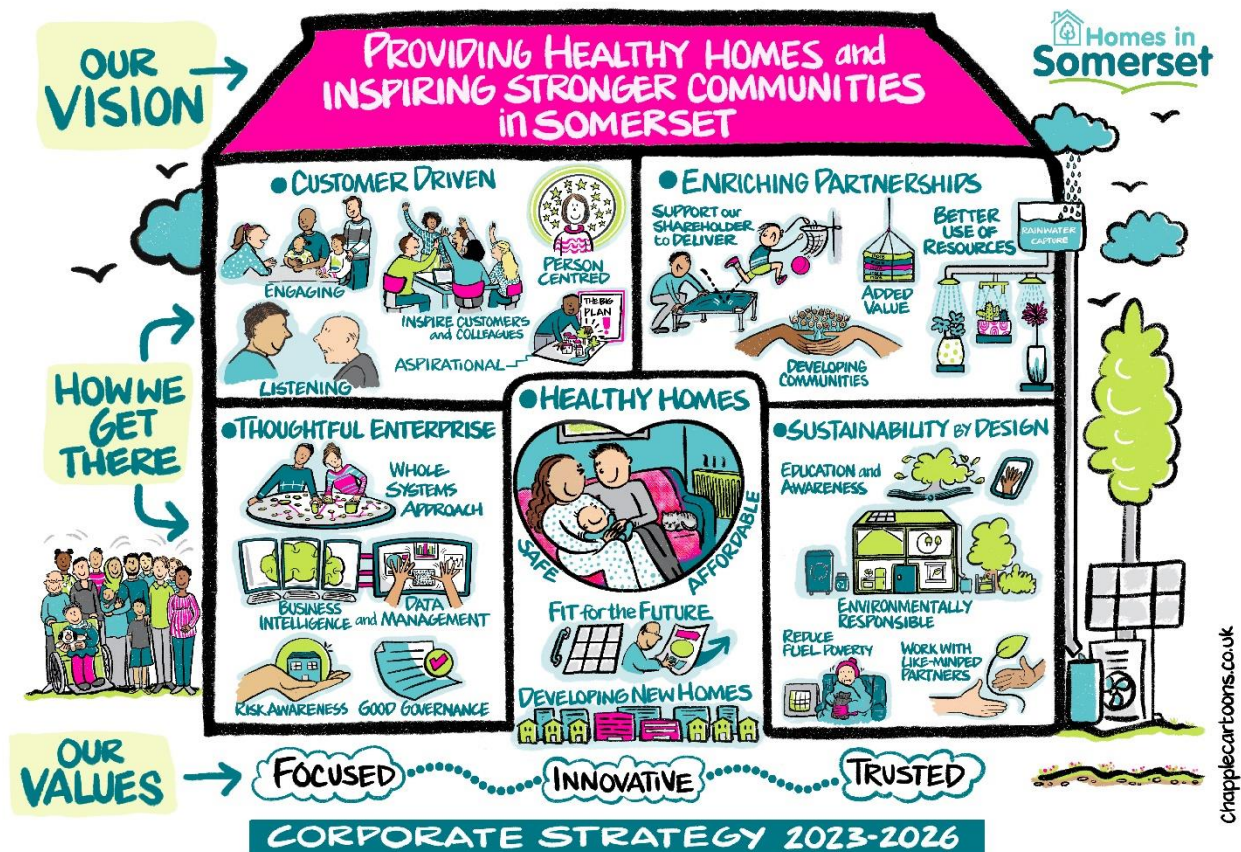 OUR
VISION
PROVIDING HEALTHY HOMES and
INSPIRING STRONGER COMMUNITIES
in SOMERSET
Homes in
Somerset
CUSTOMER DRIVEN
ENGAGING
INSPIRE CUSTOMERS
and COLLEAGUES
PERSON
CENTRED
LISTENING
ASPIRATIONAL
THE BIG
PLAN
ENRICHING PARTNERSHIPS
SUPPORT our
SHAREHOLDER
to DELIVER
ADDED
VALUE
BETTER
USE OF
RESOURCES
RAINWATER
CAPTURE
DEVELOPING
COMMUNITIES
HOW WE
GET
THERE
THOUGHTFUL ENTERPRISE
WHOLE
SYSTEMS
APPROACH
BUSINESS
INTELLIGENCE and
DATA
MANAGEMENT
RISK AWARENESS
GOOD GOVERNANCE
HEALTHY HOMES
SAFE
AFFORDABLE
FIT for the FUTURE
DEVELOPING NEW HOMES
SUSTAINABILITY BY DESIGN
EDUCATION and
AWARENESS
ENVIRONMENTALLY
RESPONSIBLE
REDUCE
FUEL POVERTY
WORK WITH
LIKE-MINDED
PARTNERS
OUR
VALUES
FOCUSED
INNOVATIVE
TRUSTED
CORPORATE STRATEGY 2023-2026
chapplecartoons.co.uk